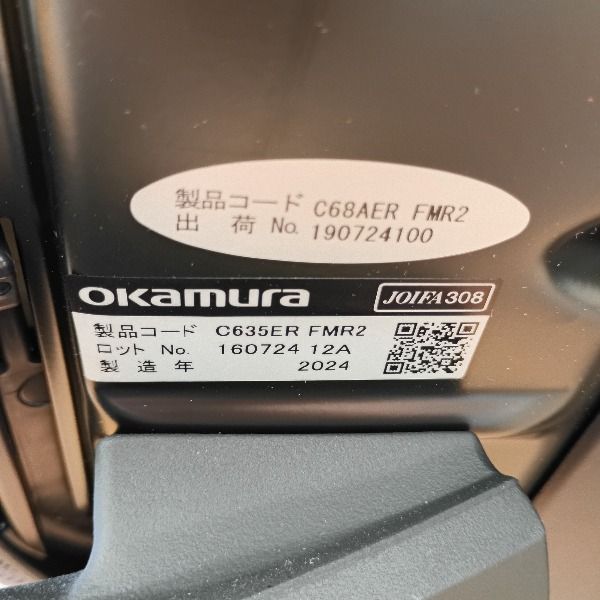 製品コード C68AER FMR2
出 荷 No. 190724100
okamura JOIFA308
製品コード C635ER FMR2
ロット No. 160724 12A
製 造 年 2024